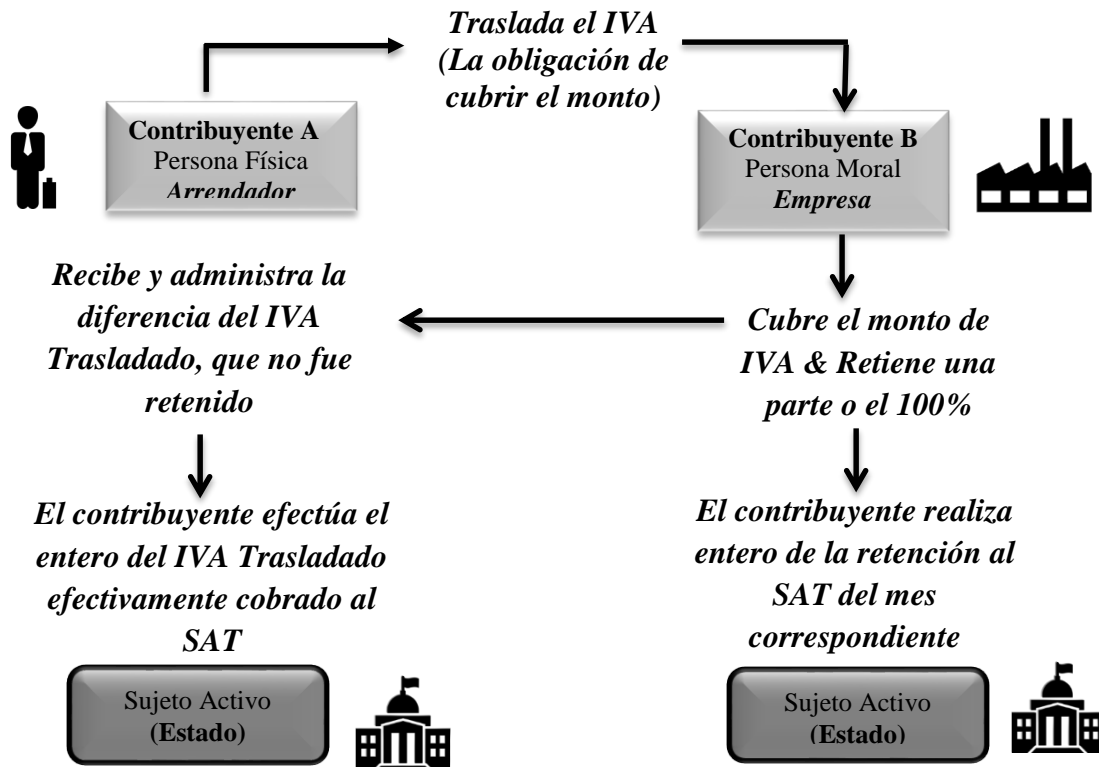 Traslada el IVA
(La obligación de
cubrir el monto)
Contribuyente A
Persona Física
Arrendador
Contribuyente B
Persona Moral
Empresa
Recibe y administra la
diferencia del IVA
Trasladado, que no fue
retenido
Cubre el monto de
IVA & Retiene una
parte o el 100%
El contribuyente efectúa el
entero del IVA Trasladado
efectivamente cobrado al
SAT
El contribuyente realiza
entero de la retención al
SAT del mes
correspondiente
Sujeto Activo
(Estado)
Sujeto Activo
(Estado)